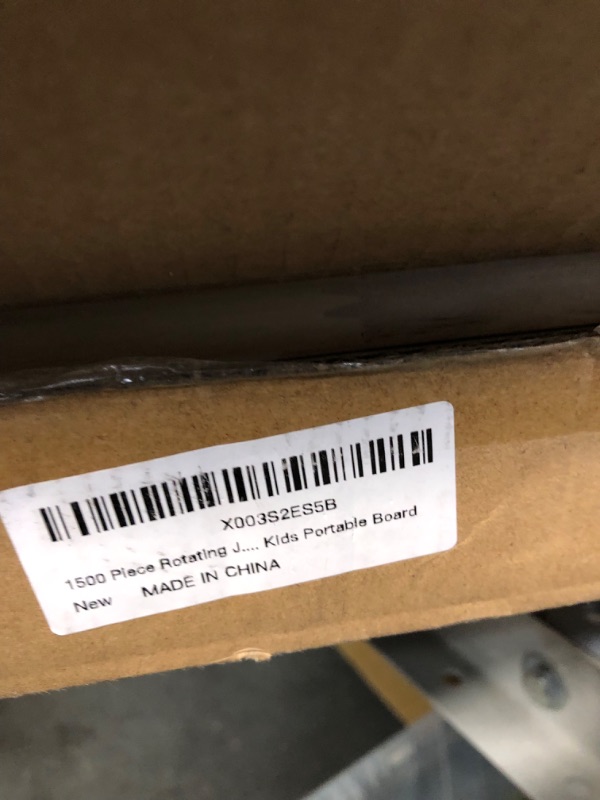 X003S2ES5B
1500 Piece Rotating J.... Kids Portable Board
New MADE IN CHINA